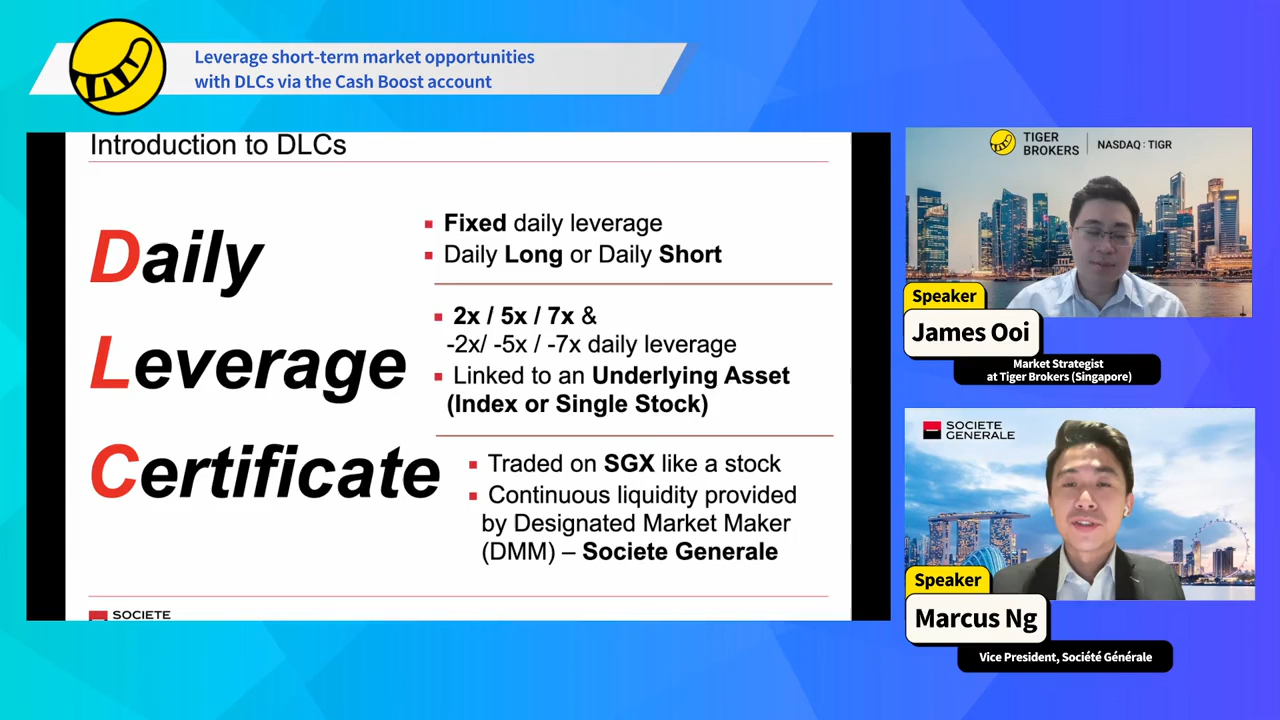 Leverage short-term market opportunities
with DLCs via the Cash Boost account
Introduction to DLCs
Daily
Fixed daily leverage
Daily Long or Daily Short
Leverage
2x / 5x / 7x &
-2x/ -5x / -7x daily leverage
Linked to an Underlying Asset
(Index or Single Stock)
Certificate
Traded on SGX like a stock
Continuous liquidity provided
by Designated Market Maker
(DMM) – Societe Generale
SOCIETE
TIGER
BROKERS
NASDAQ : TIGR
Speaker
James Ooi
Market Strategist
at Tiger Brokers (Singapore)
SOCIETE
GENERALE
Speaker
Marcus Ng
Vice President, Société Générale